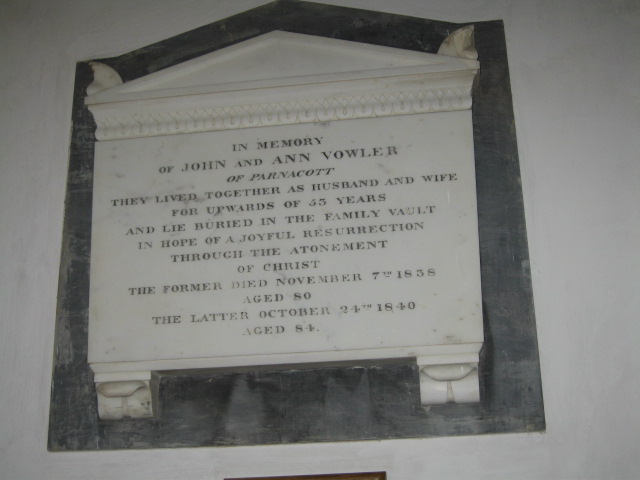 IN MEMORY
OF JOHN AND ANN VOWLER
OF PARNACOTT
THEY LIVED TOGETHER AS HUSBAND AND WIFE
FOR UPWARDS OF 53 YEARS
AND LIE BURIED IN THE FAMILY VAULT
IN HOPE OF A JOYFUL RESURRECTION
THROUGH THE ATONEMENT
OF CHRIST
THE FORMER DIED NOVEMBER 7TH 1838
AGED 80
THE LATTER OCTOBER 24TH 1840
AGED 84.